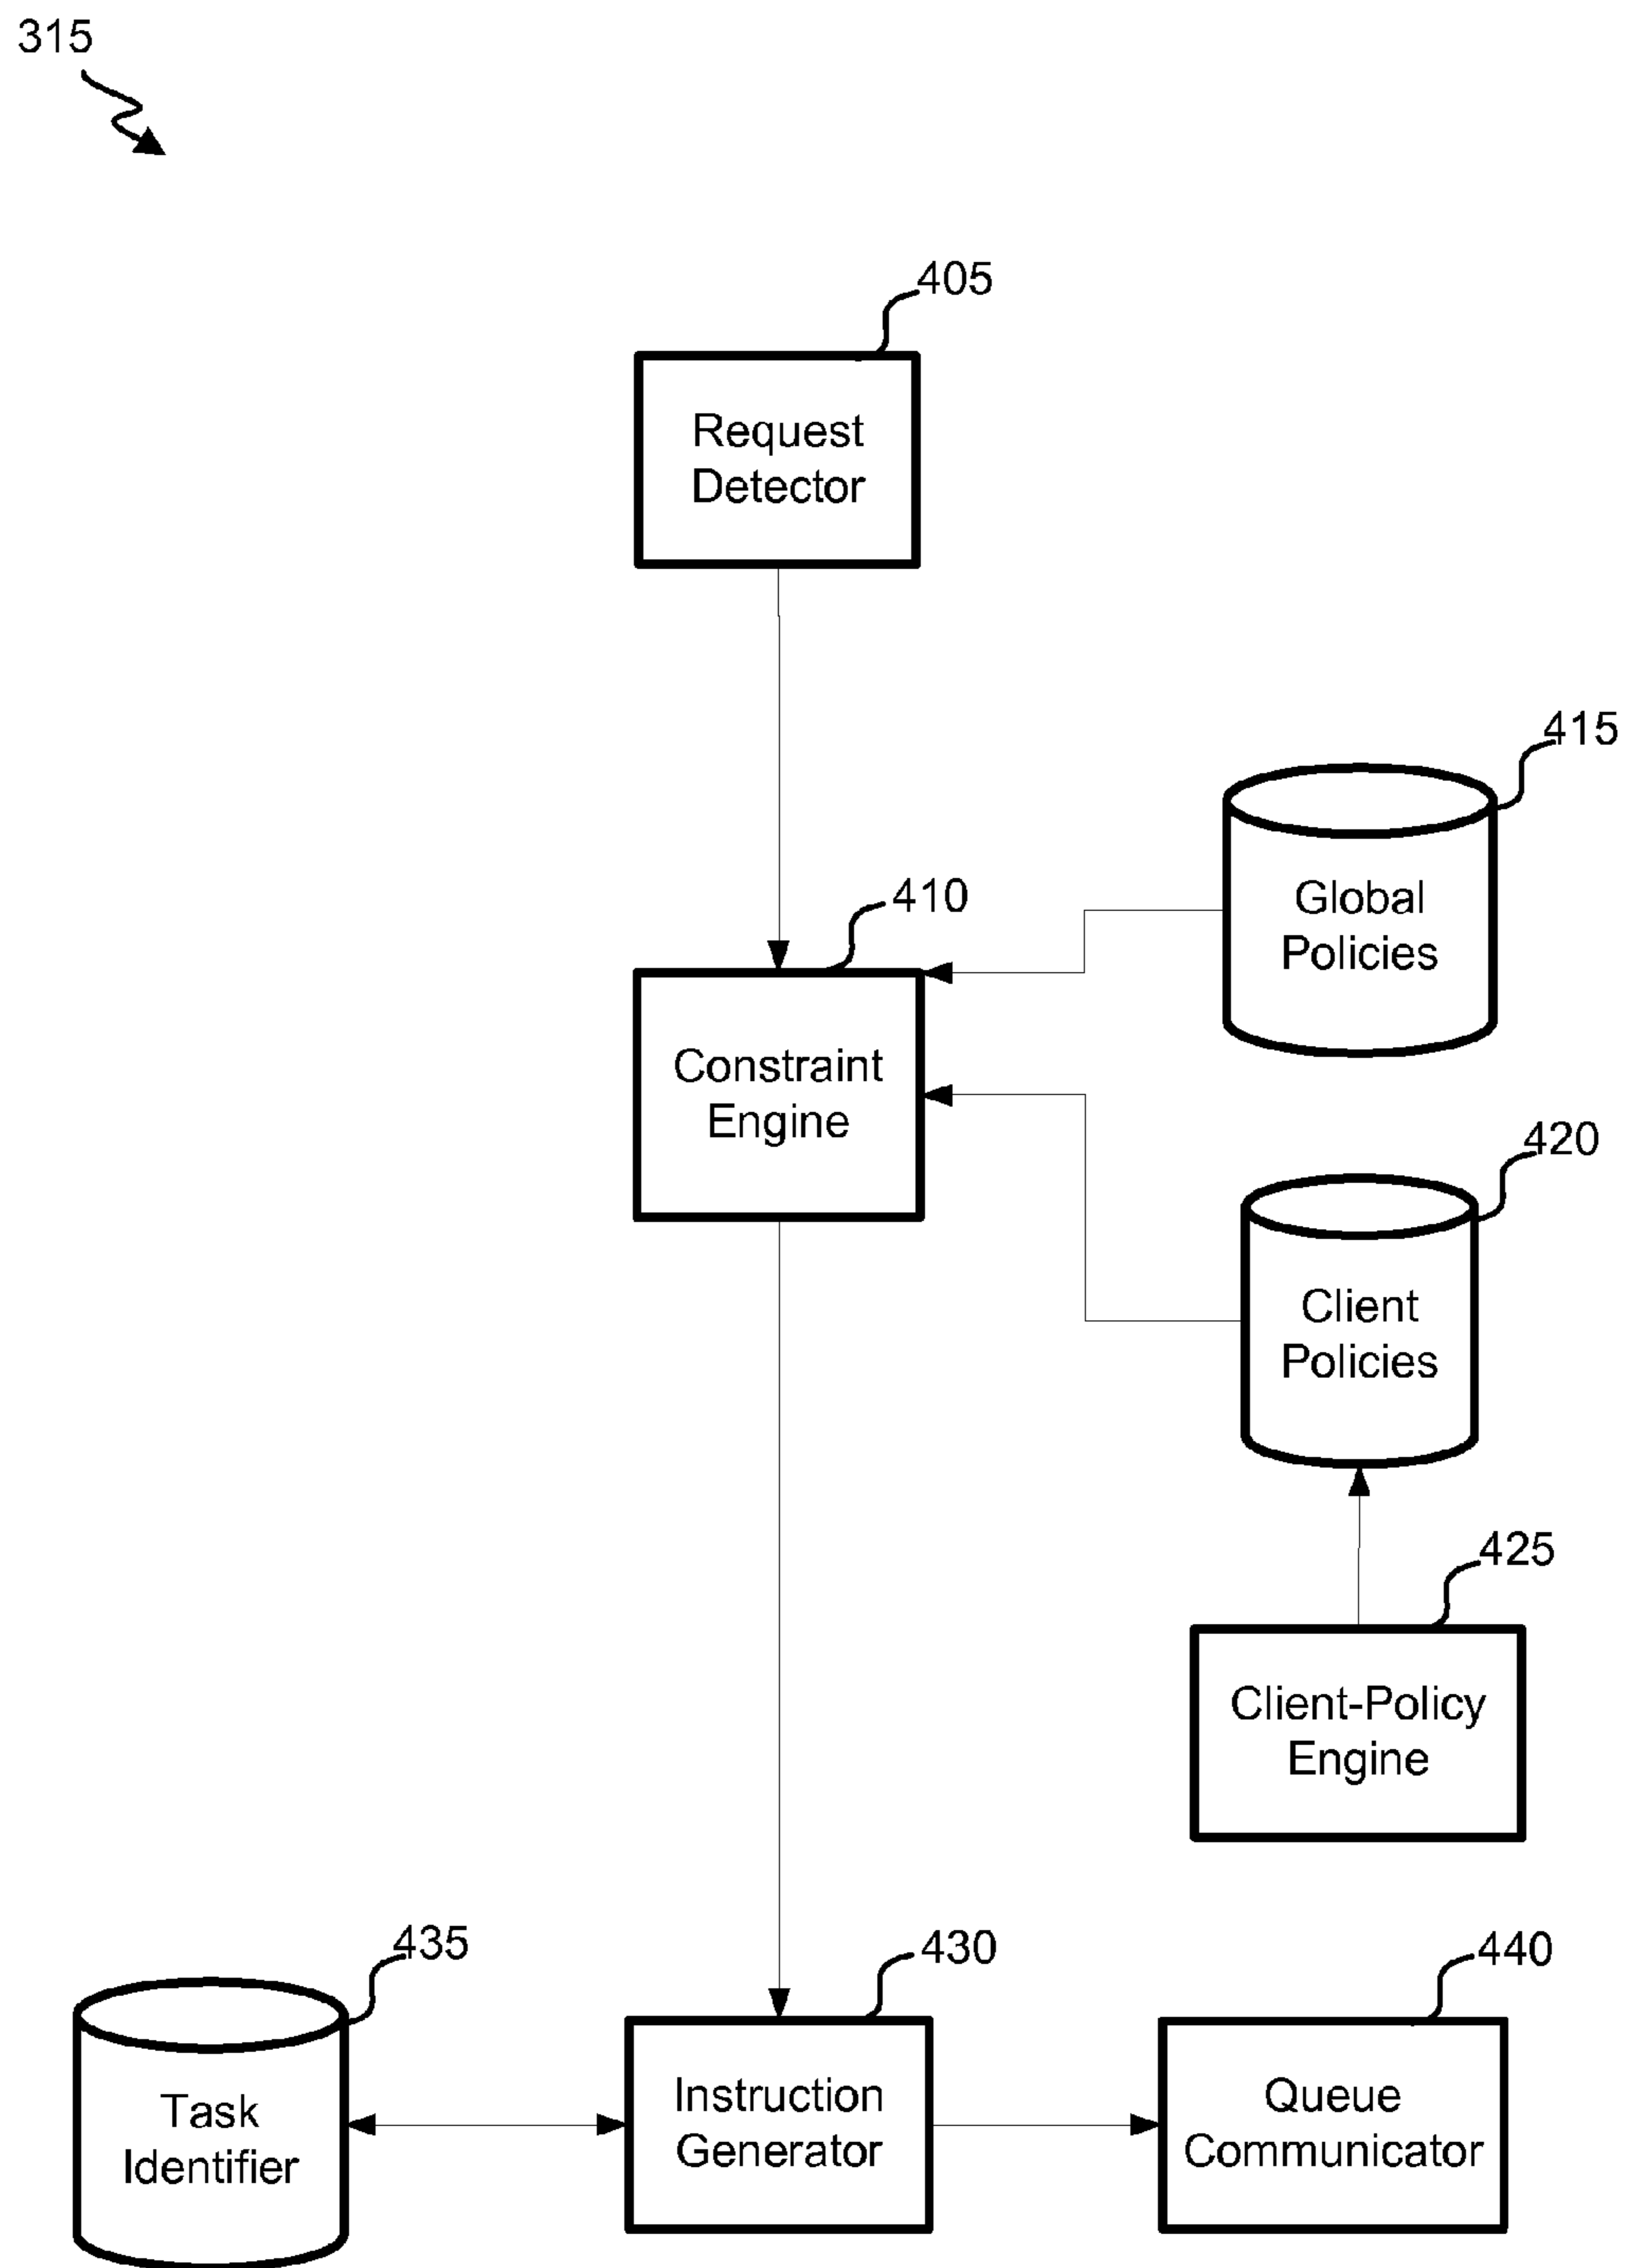 315
405
Request
Detector
415
Global
Policies
410
Constraint
Engine
420
Client
Policies
425
Client-Policy
Engine
435
Task
Identifier
430
Instruction
Generator
440
Queue
Communicator